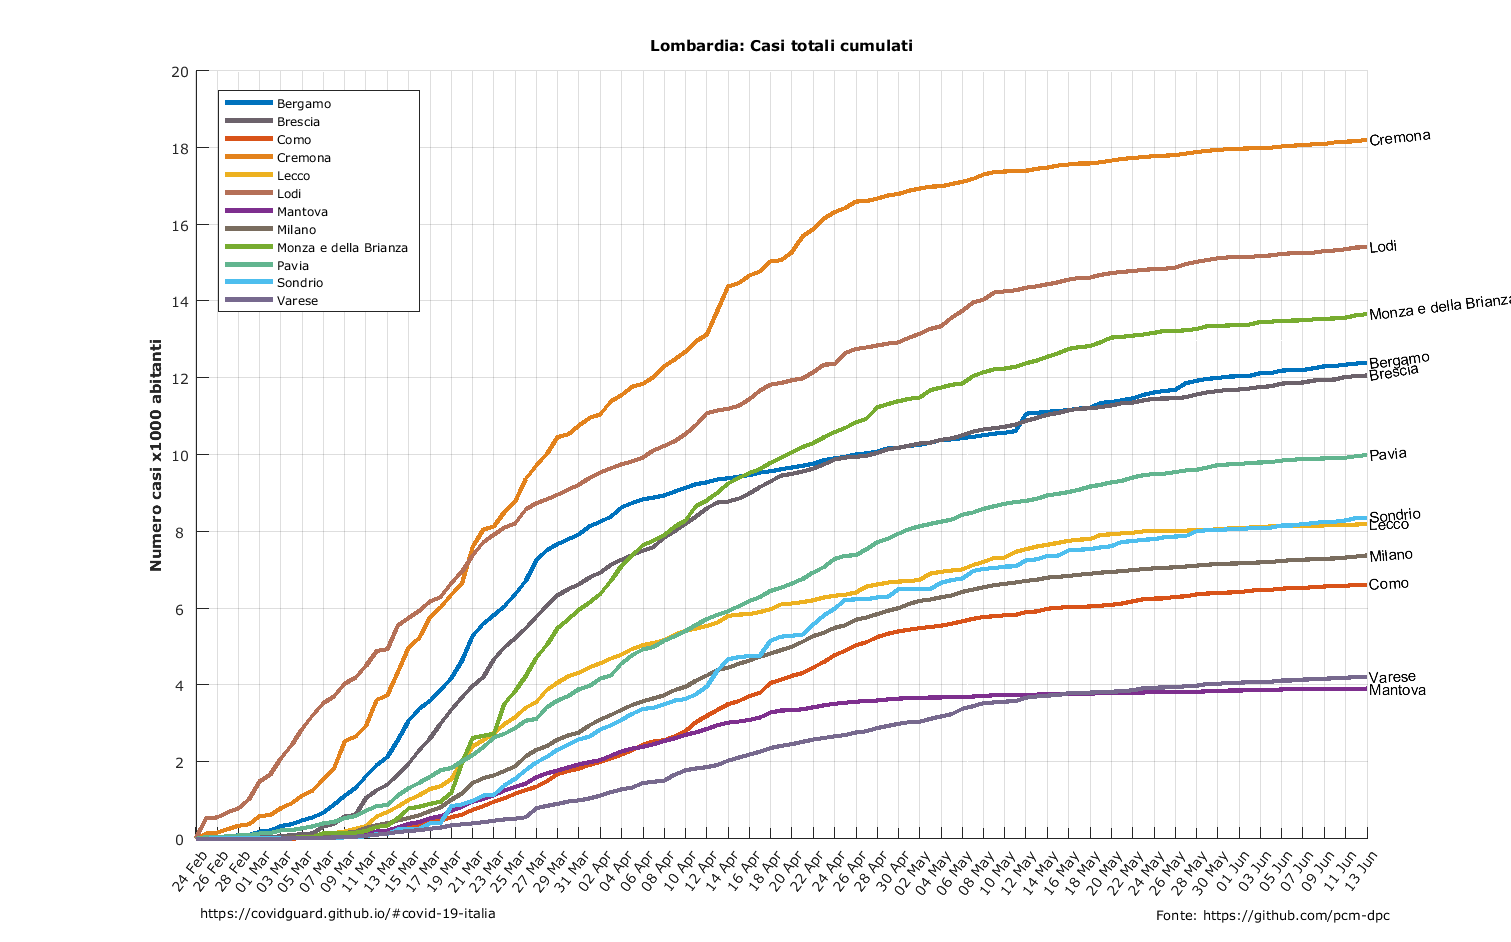 Lombardia: Casi totali cumulati
Numero casi x1000 abitanti
20
18
16
14
12
10
8
6
4
2
0
Bergamo
Brescia
Como
Cremona
Lecco
Lodi
Mantova
Milano
Monza e della Brianza
Pavia
Sondrio
Varese
Cremona
Lodi
Monza e della Brianza
Bergamo
Brescia
Pavia
Sondrio
Lecco
Milano
Como
Varese
Mantova
24 Feb
26 Feb
28 Feb
01 Mar
03 Mar
05 Mar
07 Mar
09 Mar
11 Mar
13 Mar
15 Mar
17 Mar
19 Mar
21 Mar
23 Mar
25 Mar
27 Mar
29 Mar
31 Mar
02 Apr
04 Apr
06 Apr
08 Apr
10 Apr
12 Apr
14 Apr
16 Apr
18 Apr
20 Apr
22 Apr
24 Apr
26 Apr
28 Apr
30 Apr
02 May
04 May
06 May
08 May
10 May
12 May
14 May
16 May
18 May
20 May
22 May
24 May
26 May
28 May
30 May
01 Jun
03 Jun
05 Jun
07 Jun
09 Jun
11 Jun
13 Jun
https://covidguard.github.io/#covid-19-italia
Fonte: https://github.com/pcm-dpc